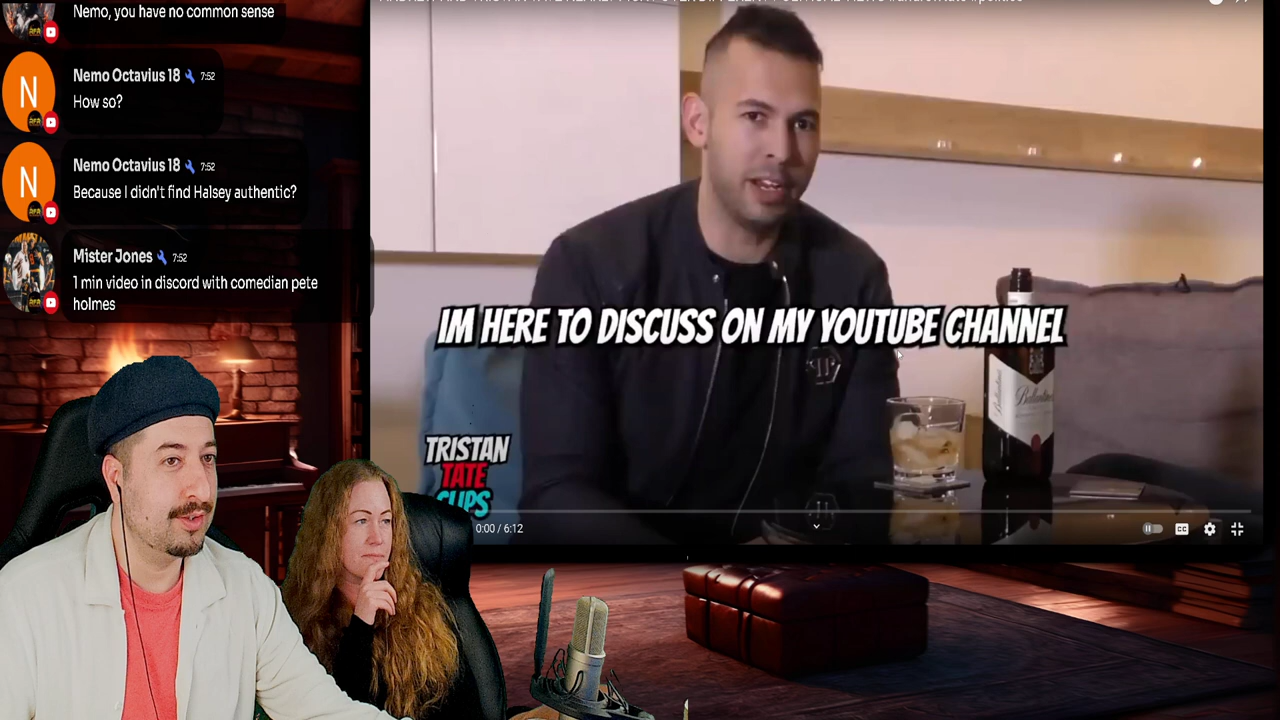 Nemo, you have no common sense
N
Nemo Octavius 18 7:52
How so?
N
Nemo Octavius 18 7:52
Because I didn't find Halsey authentic?
Mister Jones 7:52
1 min video in discord with comedian pete
holmes
IM HERE TO DISCUSS ON MY YOUTUBE CHANNEL
Ballantine's
TRISTAN
TATE
CLIPS
0:00 / 6:12
CC